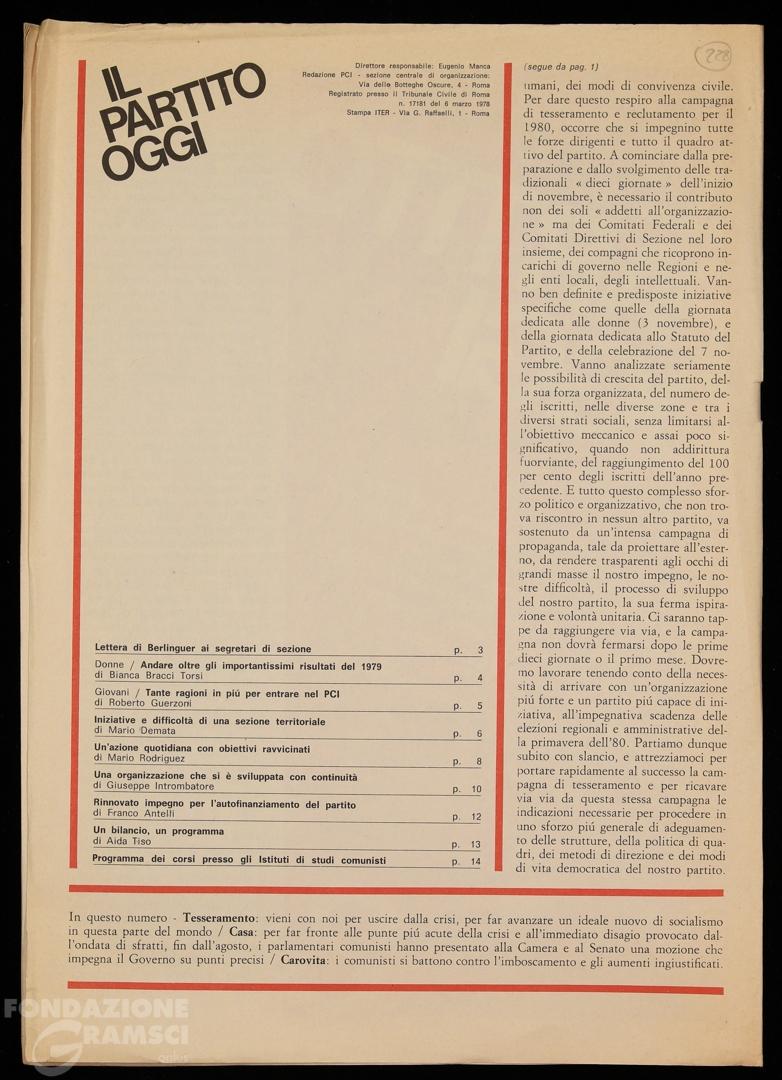 IL
PARTITO
OGGI
Direttore responsabile: Eugenio Manca
Redazione PCI - sezione centrale di organizzazione:
Via delle Botteghe Oscure, 4 - Roma
Registrato presso il Tribunale Civile di Roma
n. 17181 del 6 marzo 1978
Stampa ITER - Via G. Raffaelli, 1 - Roma
228
(segue da pag. 1)
umani, dei modi di convivenza civile.
Per dare questo respiro alla campagna
di tesseramento e reclutamento per il
1980, occorre che si impegnino tutte
le forze dirigenti e tutto il quadro at-
tivo del partito. A cominciare dalla pre-
parazione e dallo svolgimento delle tra-
dizionali « dieci giornate » dell'inizio
di novembre, è necessario il contributo
non dei soli « addetti all'organizzazio-
ne » ma dei Comitati Federali e dei
Comitati Direttivi di Sezione nel loro
insieme, dei compagni che ricoprono in-
carichi di governo nelle Regioni e ne-
gli enti locali, degli intellettuali. Van-
no ben definite e predisposte iniziative
specifiche come quelle della giornata
dedicata alle donne (3 novembre), e
della giornata dedicata allo Statuto del
Partito, e della celebrazione del 7 no-
vembre. Vanno analizzate seriamente
le possibilità di crescita del partito, del-
la sua forza organizzata, del numero de-
gli iscritti, nelle diverse zone e tra i
diversi strati sociali, senza limitarsi al-
l'obiettivo meccanico e assai poco si-
gnificativo, quando non addirittura
fuorviante, del raggiungimento del 100
per cento degli iscritti dell'anno pre-
cedente. E tutto questo complesso sfor-
zo politico e organizzativo, che non tro-
va riscontro in nessun altro partito, va
sostenuto da un'intensa campagna di
propaganda, tale da proiettare all'ester-
no, da rendere trasparenti agli occhi di
grandi masse il nostro impegno, le no-
stre difficoltà, il processo di sviluppo
del nostro partito, la sua ferma ispira-
zione e volontà unitaria. Ci saranno tap-
pe da raggiungere via via, e la campa-
gna non dovrà fermarsi dopo le prime
dieci giornate o il primo mese. Dovre-
mo lavorare tenendo conto della neces-
sità di arrivare con un'organizzazione
piú forte e un partito piú capace di ini-
ziativa, all'impegnativa scadenza delle
elezioni regionali e amministrative del-
la primavera dell'80. Partiamo dunque
subito con slancio, e attrezziamoci per
portare rapidamente al successo la cam-
pagna di tesseramento e per ricavare
via via da questa stessa campagna le
indicazioni necessarie per procedere in
uno sforzo piú generale di adeguamen-
to delle strutture, della politica di qua-
dri, dei metodi di direzione e dei modi
di vita democratica del nostro partito.
Lettera di Berlinguer ai segretari di sezione p. 3
Donne / Andare oltre gli importantissimi risultati del 1979
di Bianca Bracci Torsi p. 4
Giovani / Tante ragioni in piú per entrare nel PCI
di Roberto Guerzoni p. 5
Iniziative e difficoltà di una sezione territoriale
di Mario Demata p. 6
Un'azione quotidiana con obiettivi ravvicinati
di Mario Rodriguez p. 8
Una organizzazione che si è sviluppata con continuità
di Giuseppe Introbatore p. 10
Rinnovato impegno per l'autofinanziamento del partito
di Franco Antelli p. 12
Un bilancio, un programma
di Aida Tiso p. 13
Programma dei corsi presso gli Istituti di studi comunisti p. 14
In questo numero - Tesseramento: vieni con noi per uscire dalla crisi, per far avanzare un ideale nuovo di socialismo
in questa parte del mondo / Casa: per far fronte alle punte piú acute della crisi e all'immediato disagio provocato dal-
l'ondata di sfratti, fin dall'agosto, i parlamentari comunisti hanno presentato alla Camera e al Senato una mozione che
impegna il Governo su punti precisi / Carovita: i comunisti si battono contro l'imboscamento e gli aumenti ingiustificati.
FONDAZIONE
GRAMSCI
onlus